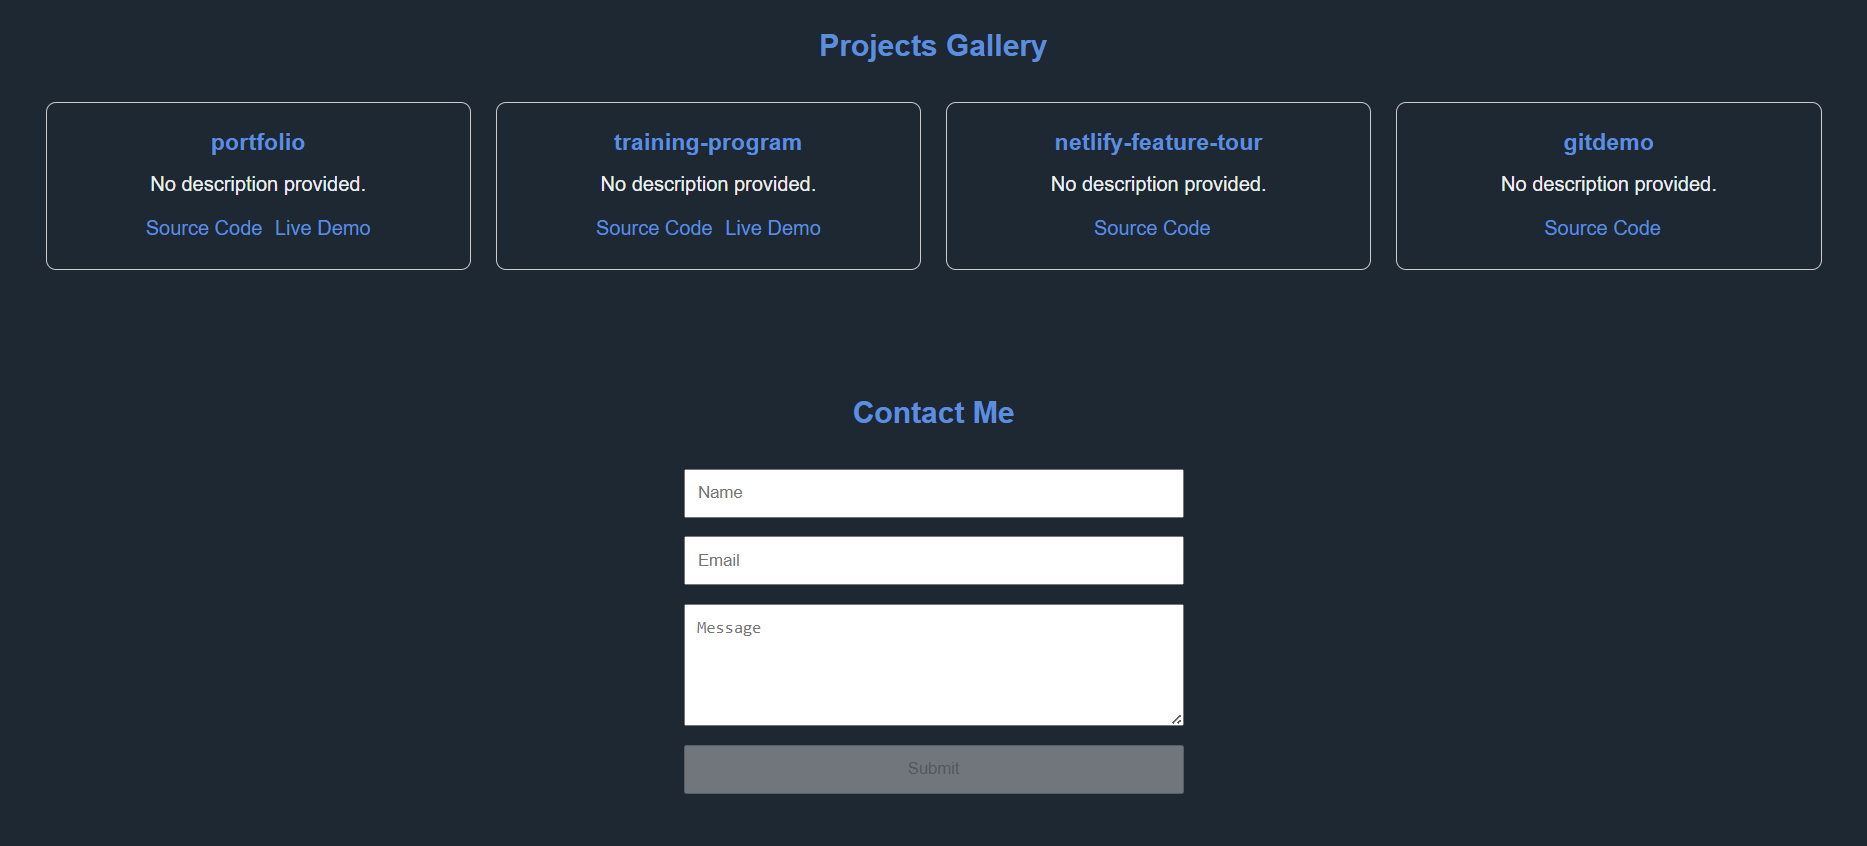 Projects Gallery
portfolio
No description provided.
Source Code Live Demo
training-program
No description provided.
Source Code Live Demo
netlify-feature-tour
No description provided.
Source Code
gitdemo
No description provided.
Source Code
Contact Me
Name
Email
Message
Submit